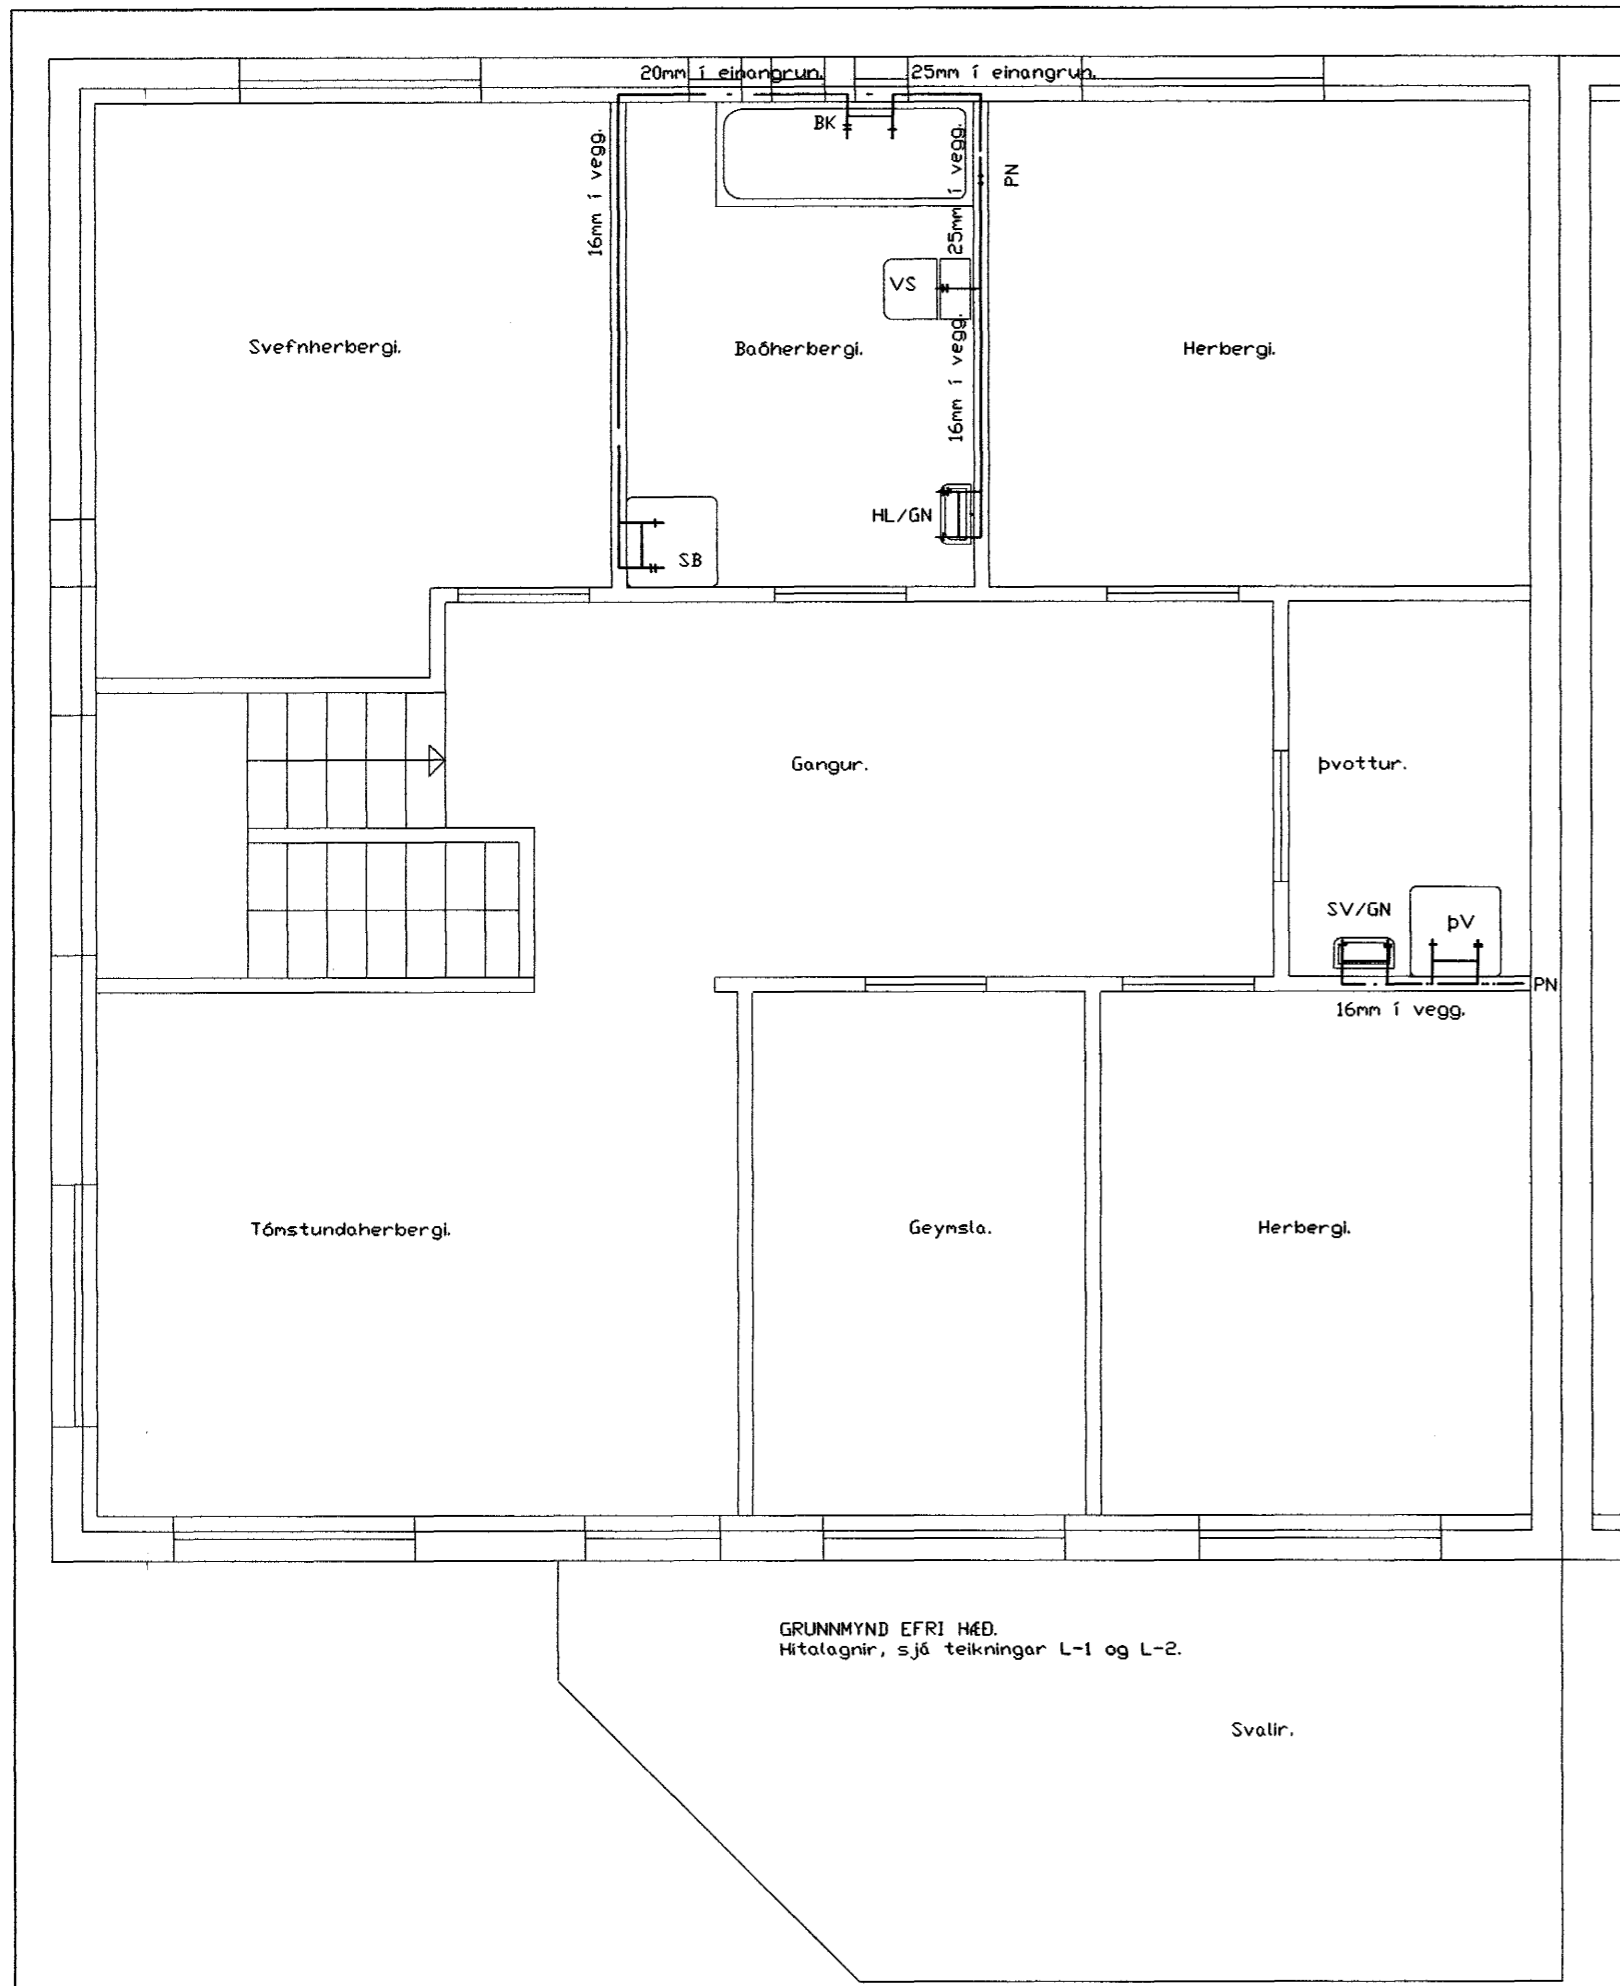 20mm í einangrun.
25mm í einangrun.
BK
16mm í vegg.
25mm í vegg.
PN
VS
Svefnherbergi.
Baðherbergi.
16mm í vegg.
Herbergi.
HL/GN
SB
Gangur.
Þvottur.
SV/GN
ÞV
PN
16mm í vegg.
Tómstundaherbergi.
Geymsla.
Herbergi.
GRUNNMYND EFRI HÆÐ.
Hitalagnir, sjá teikningar L-1 og L-2.
Svalir.